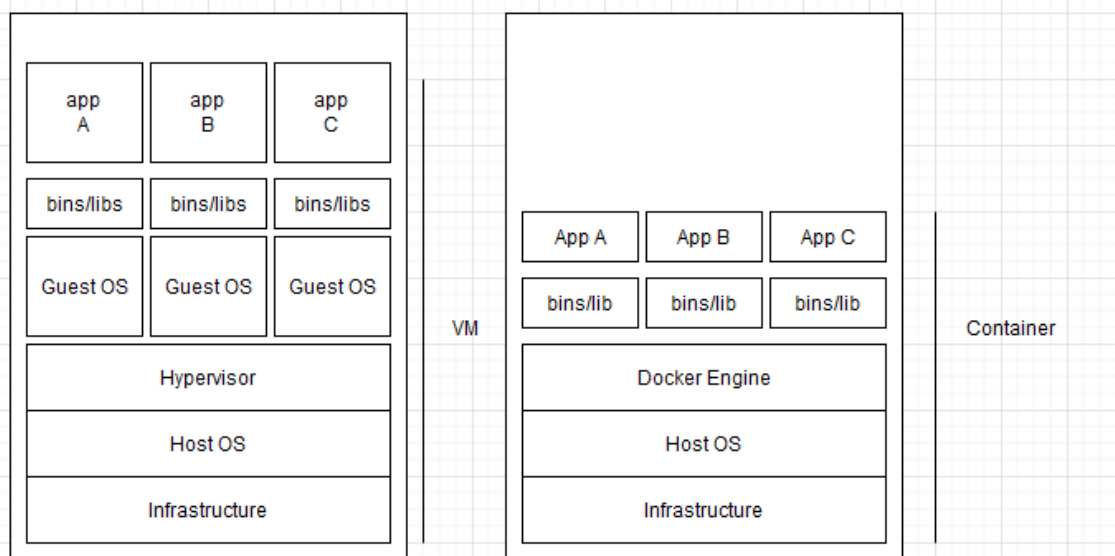 app
A
app
B
app
C
bins/libs
bins/libs
bins/libs
Guest OS
Guest OS
Guest OS
Hypervisor
Host OS
Infrastructure
VM
App A
App B
App C
bins/lib
bins/lib
bins/lib
Docker Engine
Host OS
Infrastructure
Container